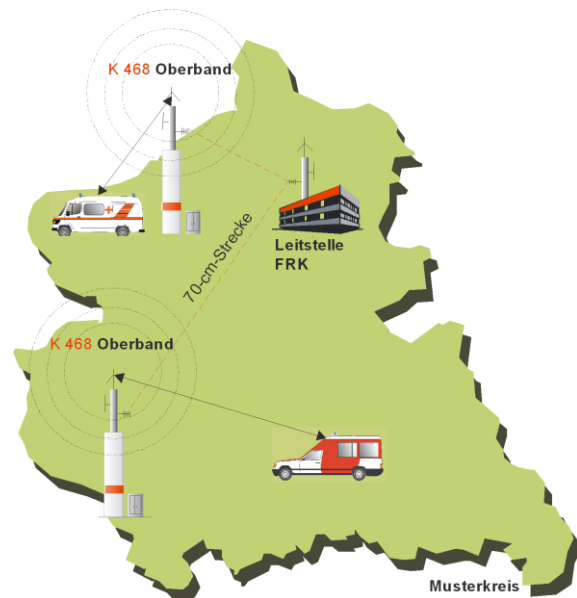 K 468 Oberband
Leitstelle
FRK
70-cm-Strecke
K 468 Oberband
Musterkreis